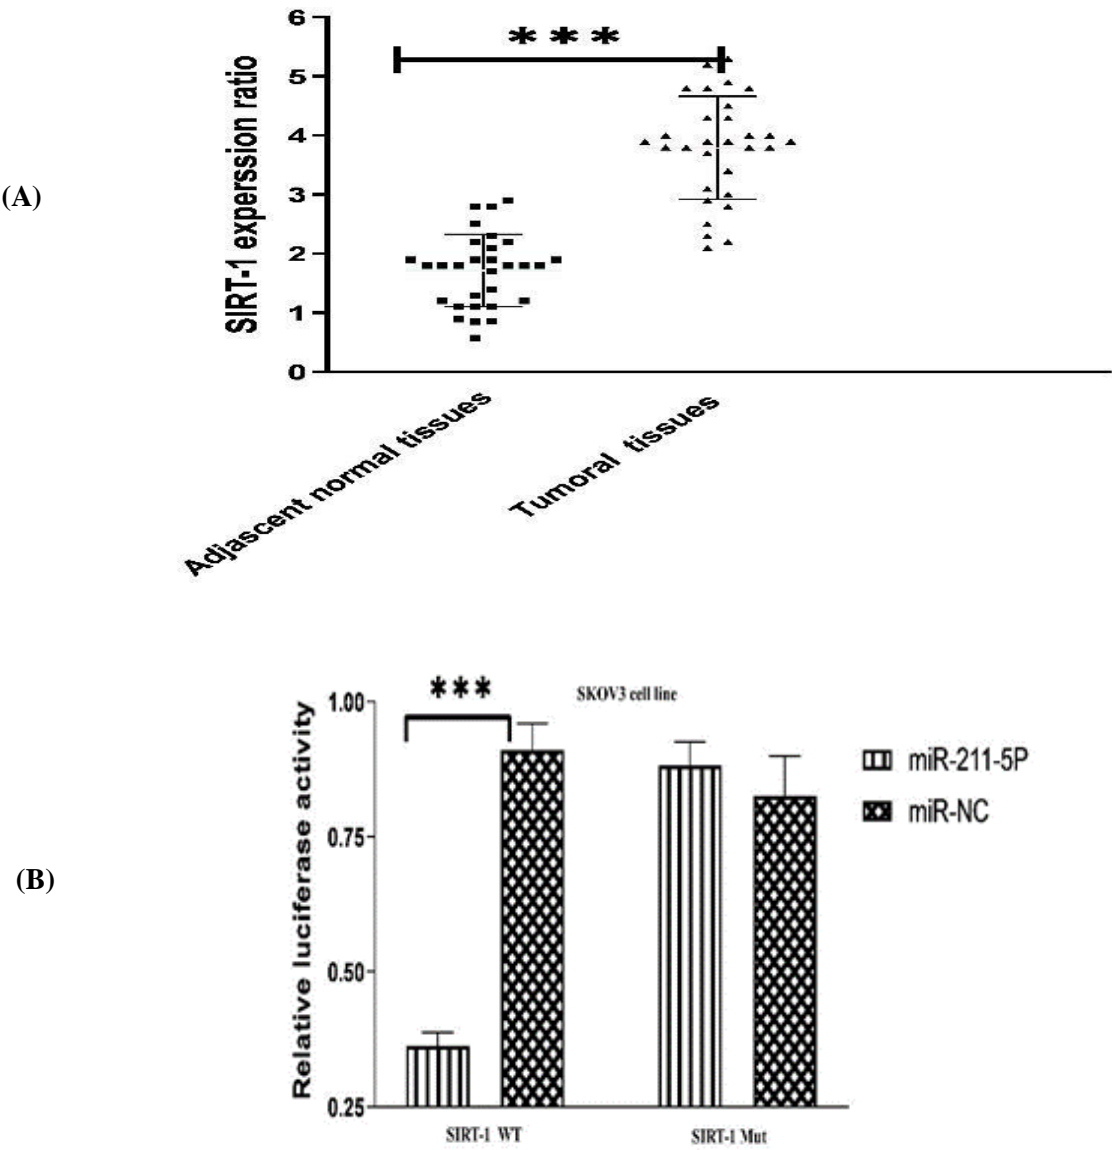 (A)
SIRT-1 experssion ratio
6
5
4
3
2
1
0
***
Adjascent normal tissues
Tumoral tissues
(B)
Relative luciferase activity
1.00
0.75
0.50
0.25
***
SKOV3 cell line
miR-211-5P
miR-NC
SIRT-1 WT
SIRT-1 Mut